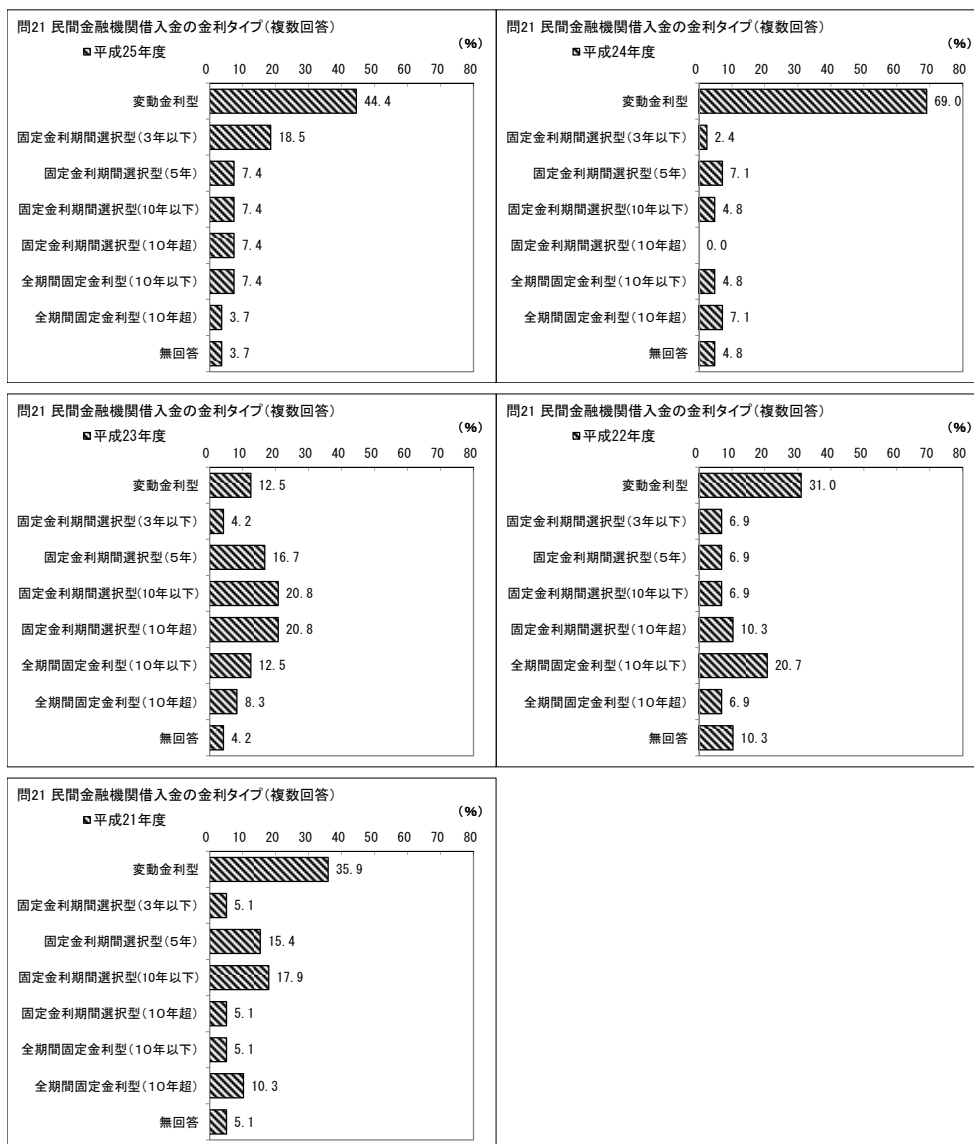 問21 民間金融機関借入金の金利タイプ(複数回答)
(%)
平成25年度
0 10 20 30 40 50 60 70 80
変動金利型 44.4
固定金利期間選択型(3年以下) 18.5
固定金利期間選択型(5年) 7.4
固定金利期間選択型(10年以下) 7.4
固定金利期間選択型(10年超) 7.4
全期間固定金利型(10年以下) 7.4
全期間固定金利型(10年超) 3.7
無回答 3.7
問21 民間金融機関借入金の金利タイプ(複数回答)
(%)
平成24年度
0 10 20 30 40 50 60 70 80
変動金利型 69.0
固定金利期間選択型(3年以下) 2.4
固定金利期間選択型(5年) 7.1
固定金利期間選択型(10年以下) 4.8
固定金利期間選択型(10年超) 0.0
全期間固定金利型(10年以下) 4.8
全期間固定金利型(10年超) 7.1
無回答 4.8
問21 民間金融機関借入金の金利タイプ(複数回答)
(%)
平成23年度
0 10 20 30 40 50 60 70 80
変動金利型 12.5
固定金利期間選択型(3年以下) 4.2
固定金利期間選択型(5年) 16.7
固定金利期間選択型(10年以下) 20.8
固定金利期間選択型(10年超) 20.8
全期間固定金利型(10年以下) 12.5
全期間固定金利型(10年超) 8.3
無回答 4.2
問21 民間金融機関借入金の金利タイプ(複数回答)
(%)
平成22年度
0 10 20 30 40 50 60 70 80
変動金利型 31.0
固定金利期間選択型(3年以下) 6.9
固定金利期間選択型(5年) 6.9
固定金利期間選択型(10年以下) 6.9
固定金利期間選択型(10年超) 10.3
全期間固定金利型(10年以下) 20.7
全期間固定金利型(10年超) 6.9
無回答 10.3
問21 民間金融機関借入金の金利タイプ(複数回答)
(%)
平成21年度
0 10 20 30 40 50 60 70 80
変動金利型 35.9
固定金利期間選択型(3年以下) 5.1
固定金利期間選択型(5年) 15.4
固定金利期間選択型(10年以下) 17.9
固定金利期間選択型(10年超) 5.1
全期間固定金利型(10年以下) 5.1
全期間固定金利型(10年超) 10.3
無回答 5.1